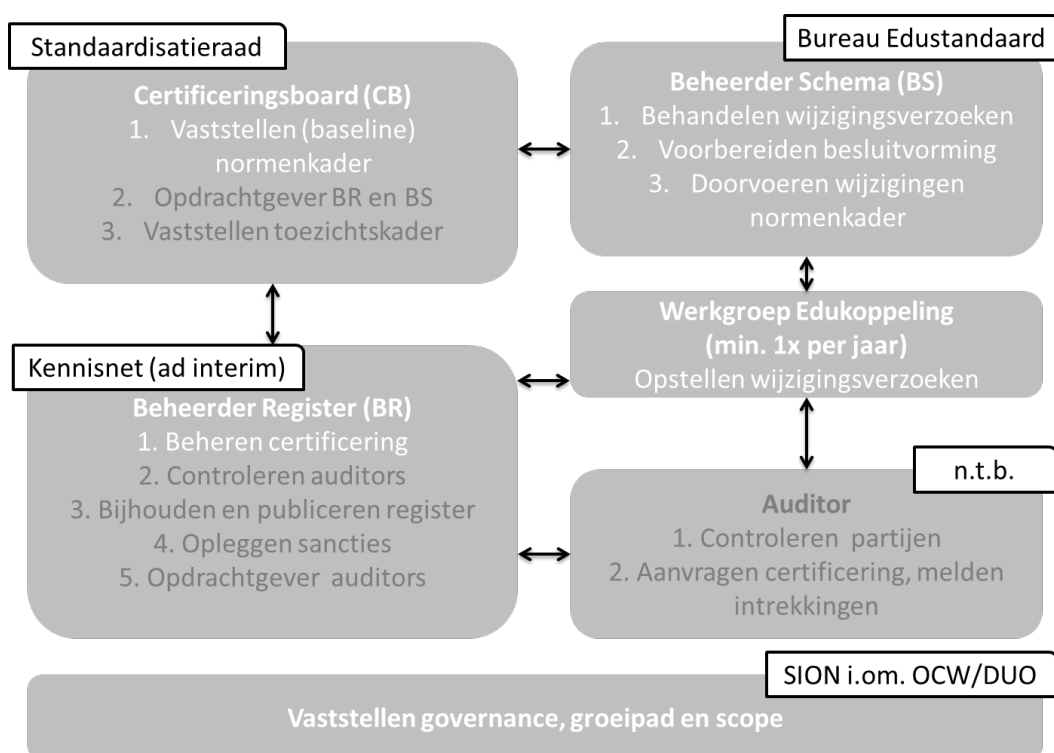 Standaardisatieraad
Certificeringsboard (CB)
1. Vaststellen (baseline)
normenkader
2. Opdrachtgever BR en BS
3. Vaststellen toezichtskader
Bureau Edustandaard
Beheerder Schema (BS)
1. Behandelen wijzigingsverzoeken
2. Voorbereiden besluitvorming
3. Doorvoeren wijzigingen
normenkader
Werkgroep Edukoppeling
(min. 1x per jaar)
Opstellen wijzigingsverzoeken
Kennisnet (ad interim)
Beheerder Register (BR)
1. Beheren certificering
2. Controleren auditors
3. Bijhouden en publiceren register
4. Opleggen sancties
5. Opdrachtgever auditors
n.t.b.
Auditor
1. Controleren partijen
2. Aanvragen certificering, melden
intrekkingen
SION i.om. OCW/DUO
Vaststellen governance, groeipad en scope